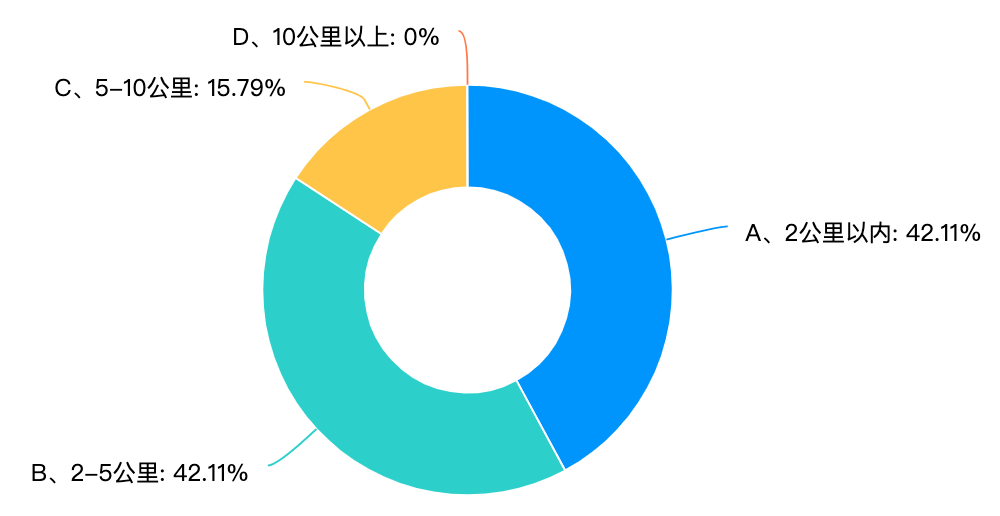 D、10公里以上: 0%
C、5-10公里: 15.79%
A、2公里以内: 42.11%
B、2-5公里: 42.11%